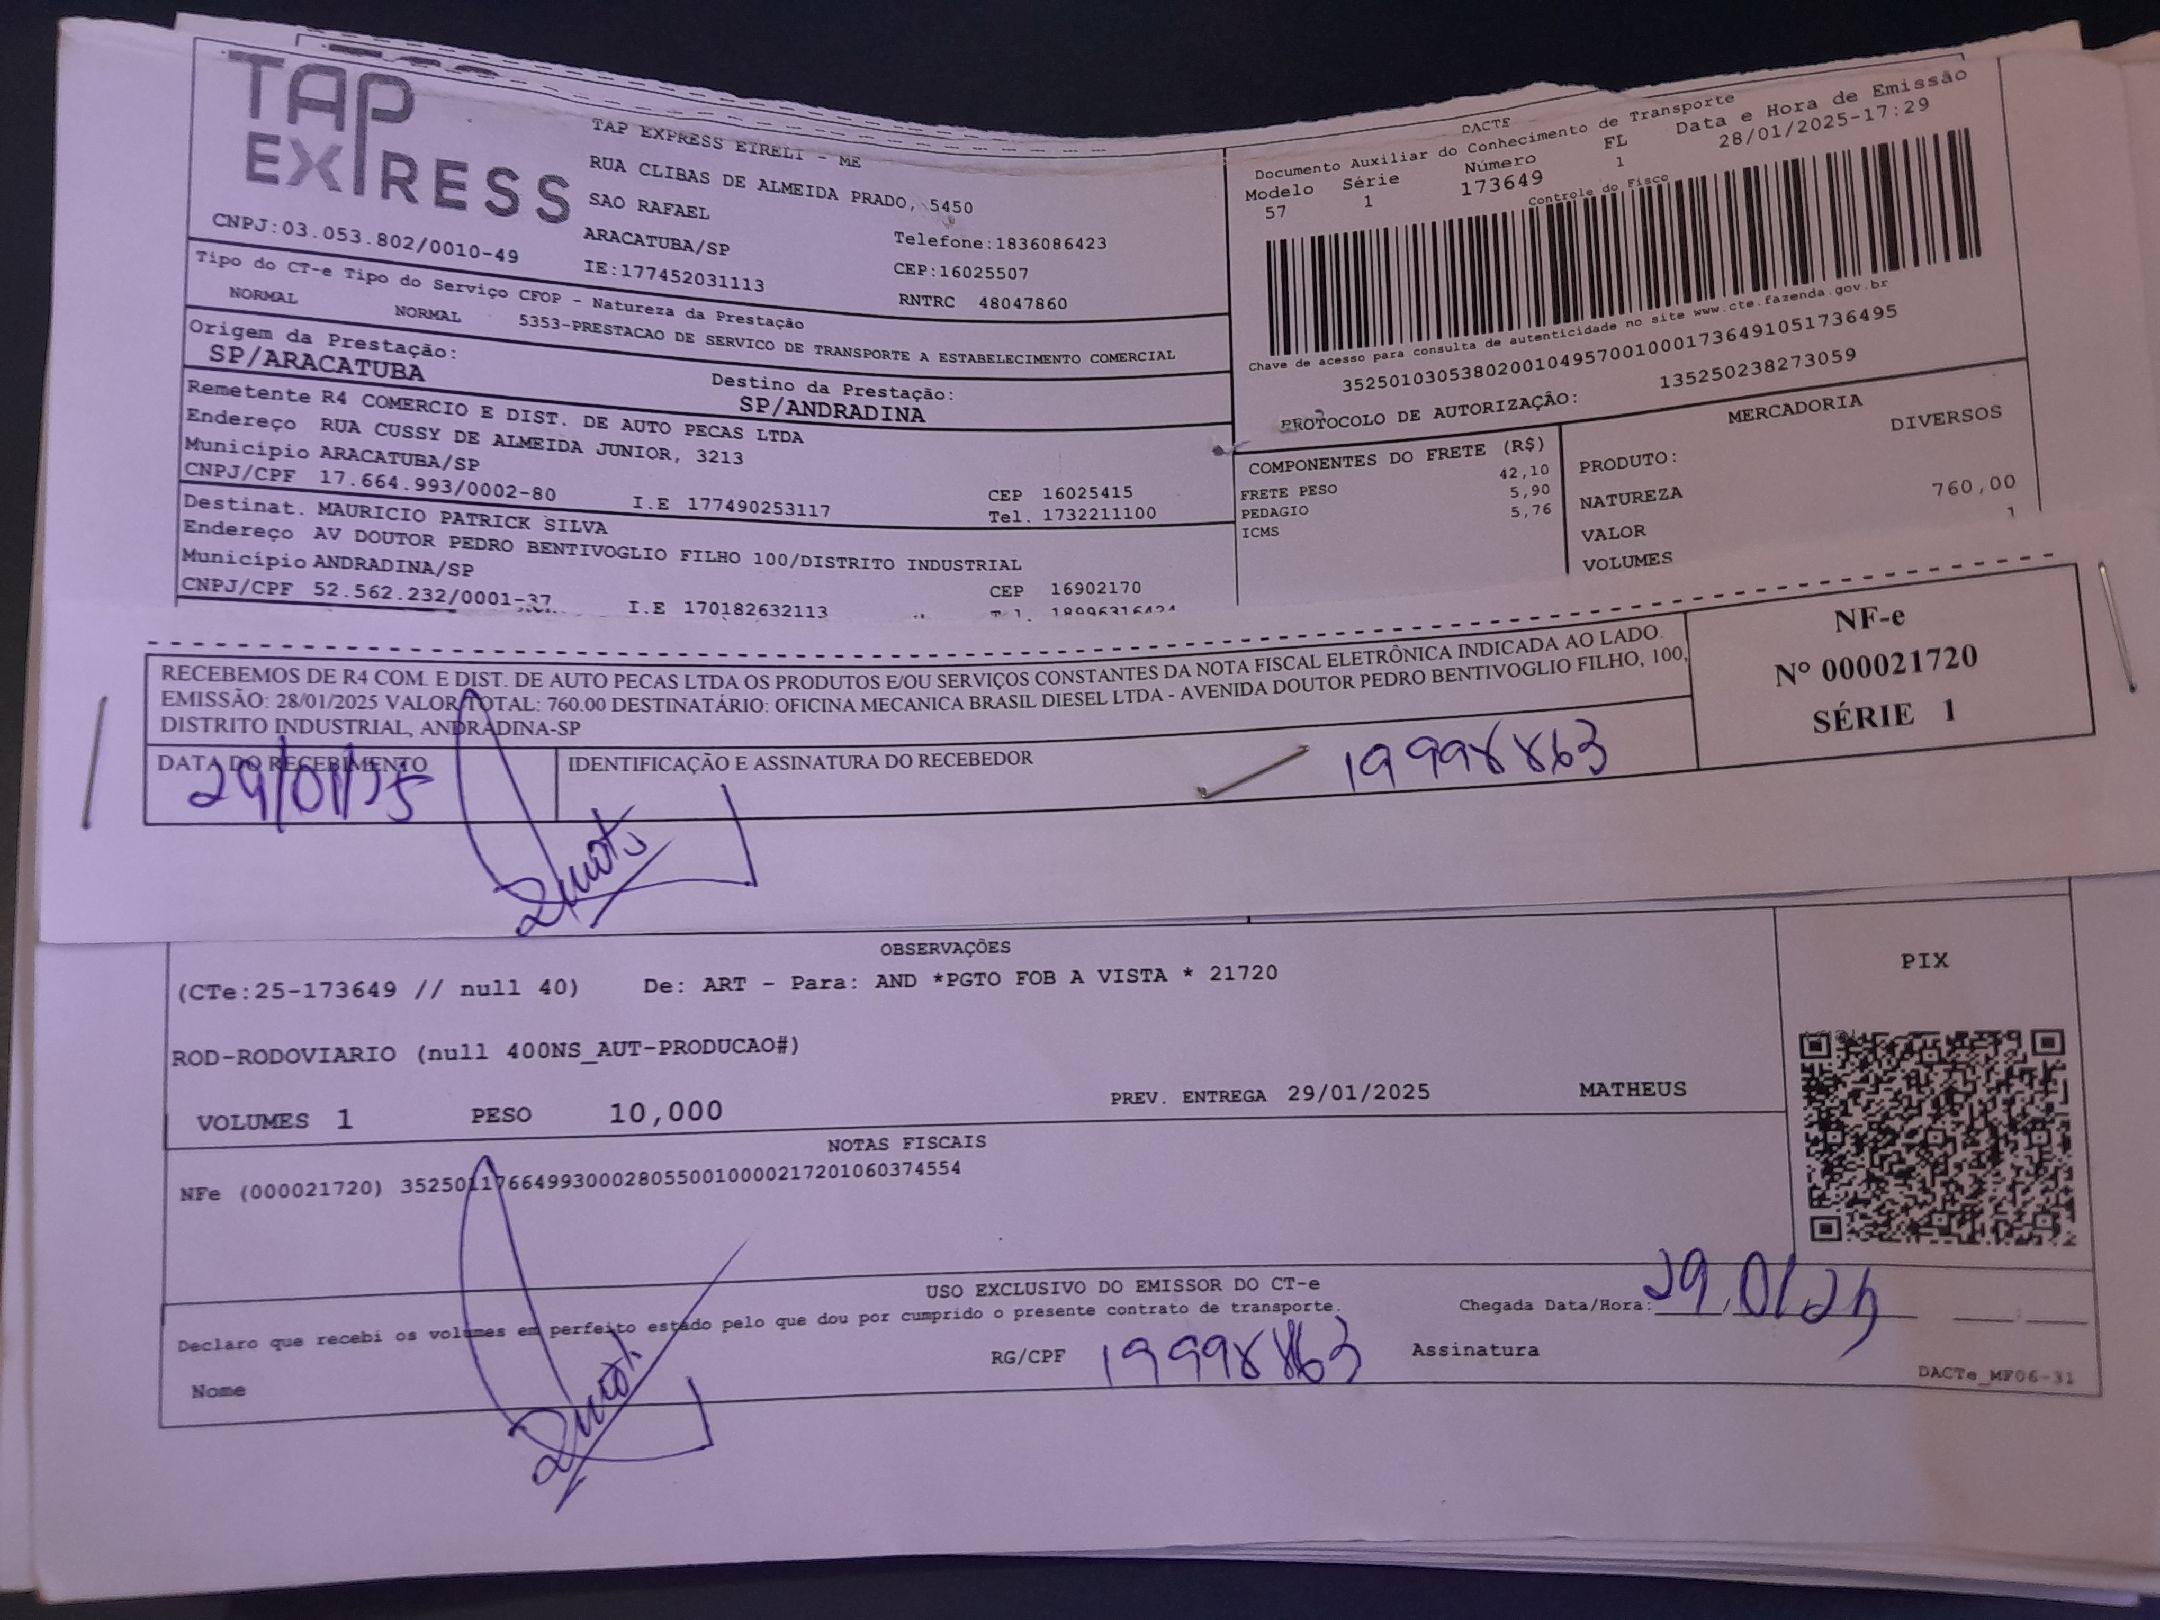 TAP
EXPRESS
CNPJ:03.053.802/0010-49
TAP EXPRESS EIRELI - ME
RUA CLIBAS DE ALMEIDA PRADO, 5450
SAO RAFAEL
ARACATUBA/SP
Telefone:1836086423
IE:177452031113
CEP:16025507
RNTRC 48047860
DACTE
Documento Auxiliar do Conhecimento de Transporte
Modelo Série Número FL Data e Hora de Emissão
57 1 173649 1 28/01/2025-17:29
Controle do Fisco
Chave de acesso para consulta de autenticidade no site www.cte.fazenda.gov.br
35250103053802001049570010001736491051736495
PROTOCOLO DE AUTORIZAÇÃO: 135250238273059
Tipo do CT-e Tipo do Serviço CFOP - Natureza da Prestação
NORMAL NORMAL 5353-PRESTACAO DE SERVICO DE TRANSPORTE A ESTABELECIMENTO COMERCIAL
Origem da Prestação: Destino da Prestação:
SP/ARACATUBA SP/ANDRADINA
Remetente R4 COMERCIO E DIST. DE AUTO PECAS LTDA
Endereço RUA CUSSY DE ALMEIDA JUNIOR, 3213
Município ARACATUBA/SP CEP 16025415
CNPJ/CPF 17.664.993/0002-80 I.E 177490253117 Tel. 1732211100
Destinat. MAURICIO PATRICK SILVA
Endereço AV DOUTOR PEDRO BENTIVOGLIO FILHO 100/DISTRITO INDUSTRIAL
Município ANDRADINA/SP CEP 16902170
CNPJ/CPF 52.562.232/0001-37 I.E 170182632113
COMPONENTES DO FRETE (R$)
FRETE PESO 42,10
PEDAGIO 5,90
ICMS 5,76
MERCADORIA
PRODUTO: DIVERSOS
NATUREZA
VALOR 760,00
VOLUMES 1
RECEBEMOS DE R4 COM. E DIST. DE AUTO PECAS LTDA OS PRODUTOS E/OU SERVIÇOS CONSTANTES DA NOTA FISCAL ELETRÔNICA INDICADA AO LADO.
EMISSÃO: 28/01/2025 VALOR TOTAL: 760.00 DESTINATÁRIO: OFICINA MECANICA BRASIL DIESEL LTDA - AVENIDA DOUTOR PEDRO BENTIVOGLIO FILHO, 100,
DISTRITO INDUSTRIAL, ANDRADINA-SP
NF-e
Nº 000021720
SÉRIE 1
DATA DO RECEBIMENTO IDENTIFICAÇÃO E ASSINATURA DO RECEBEDOR
29/01/25 19998863
OBSERVAÇÕES
(CTe:25-173649 // null 40) De: ART - Para: AND *PGTO FOB A VISTA * 21720
ROD-RODOVIARIO (null 400NS_AUT-PRODUCAO#)
VOLUMES 1 PESO 10,000 PREV. ENTREGA 29/01/2025 MATHEUS
PIX
NOTAS FISCAIS
NFe (000021720) 35250117664993000280550010000217201060374554
USO EXCLUSIVO DO EMISSOR DO CT-e
Declaro que recebi os volumes em perfeito estado pelo que dou por cumprido o presente contrato de transporte.
Chegada Data/Hora: 29/01/25
Nome RG/CPF 19998863 Assinatura
DACTe_MF06-31